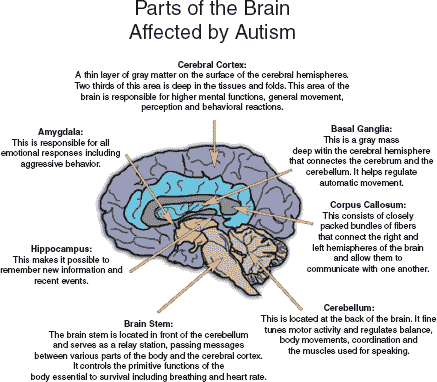 Parts of the Brain
Affected by Autism
Cerebral Cortex:
A thin layer of gray matter on the surface of the cerebral hemispheres.
Two thirds of this area is deep in the tissues and folds. This area of the
brain is responsible for higher mental functions, general movement,
perception and behavioral reactions.
Amygdala:
This is responsible for all
emotional responses including
aggressive behavior.
Basal Ganglia:
This is a gray mass
deep witin the cerebral hemisphere
that connectes the cerebrum and the
cerebellum. It helps regulate
automatic movement.
Corpus Callosum:
This consists of closely
packed bundles of fibers
that connect the right and
left hemispheres of the brain
and allow them to
communicate with one another.
Hippocampus:
This makes it possible to
remember new information and
recent events.
Cerebellum:
This is located at the back of the brain. It fine
tunes motor activity and regulates balance,
body movements, coordination and
the muscles used for speaking.
Brain Stem:
The brain stem is located in front of the cerebellum
and serves as a relay station, passing messages
between various parts of the body and the cerebral cortex.
It controls the primitive functions of the
body essential to survival including breathing and heart rate.